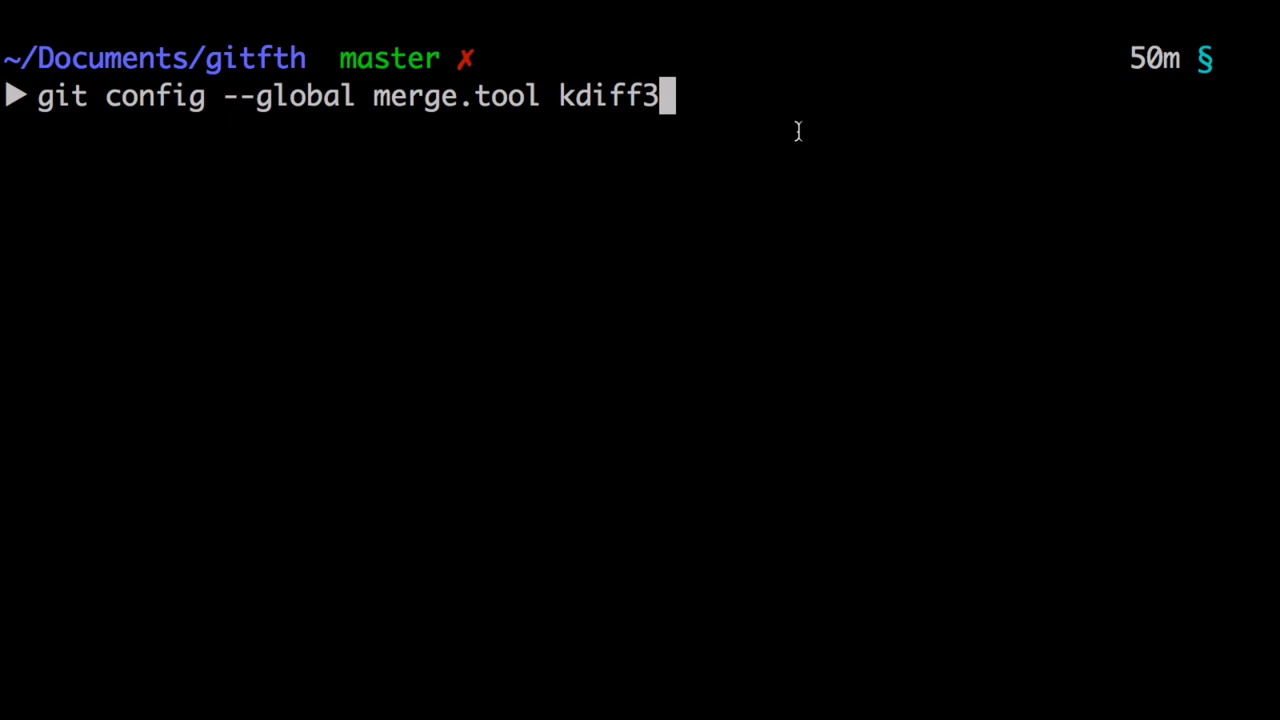 ~/Documents/gitfth master ✗ 50m §
▶ git config --global merge.tool kdiff3